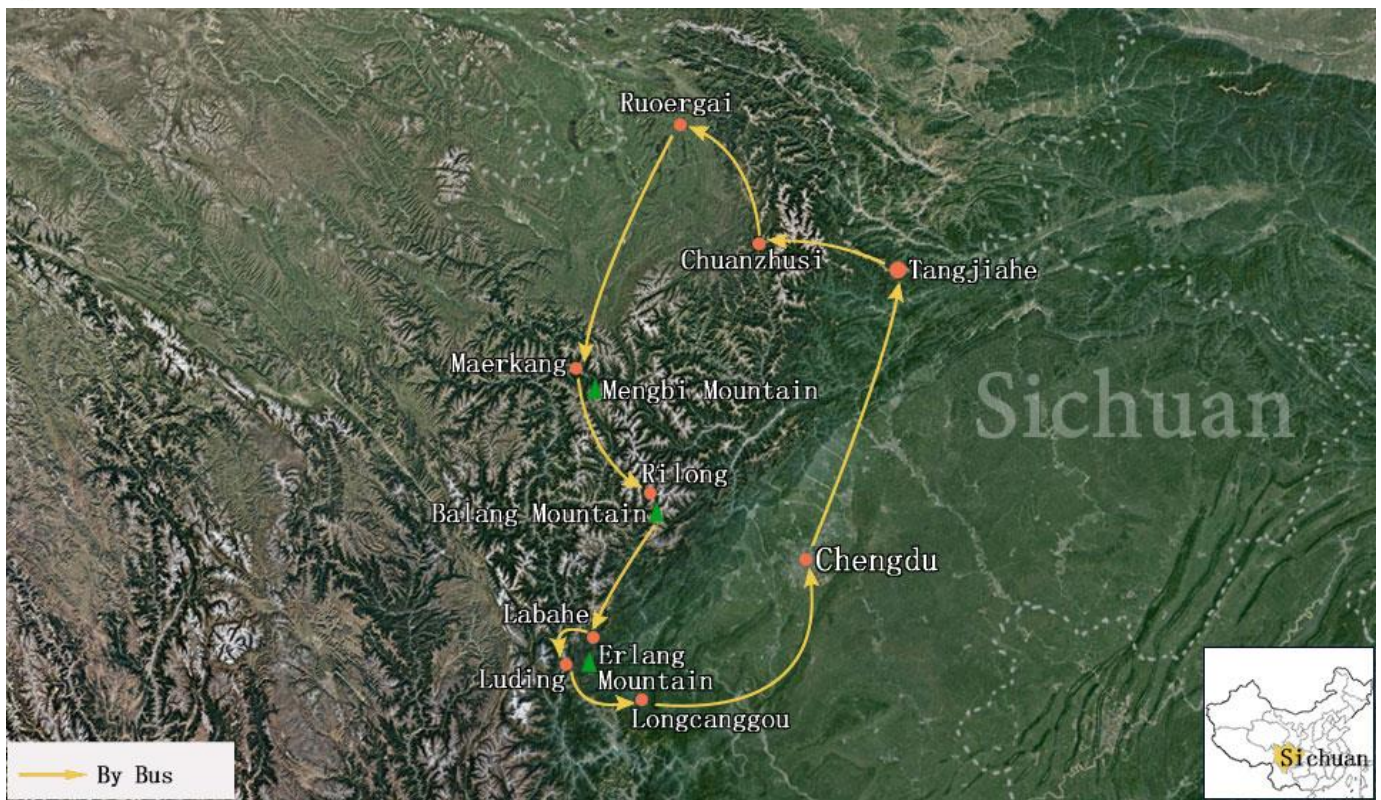 Ruoergai
Chuanzhusi
Tangjiahe
Maerkang
Mengbi Mountain
Sichuan
Rilong
Balang Mountain
Chengdu
Labahe
Erlang
Mountain
Luding
Longcanggou
By Bus
Sichuan